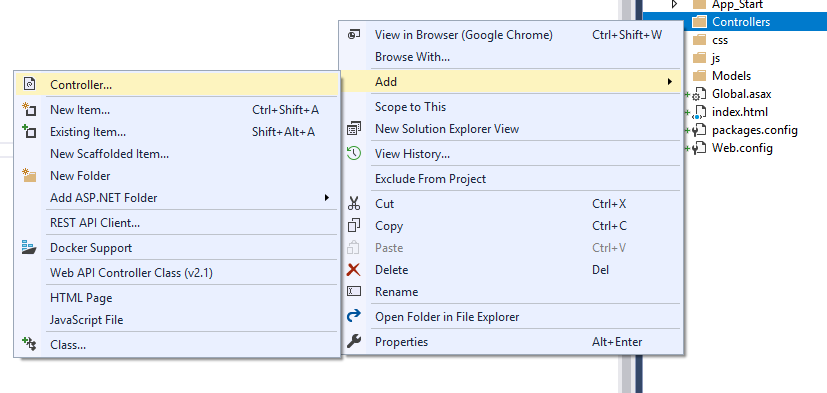 Controller...
New Item... Ctrl+Shift+A
Existing Item... Shift+Alt+A
New Scaffolded Item...
New Folder
Add ASP.NET Folder
REST API Client...
Docker Support
Web API Controller Class (v2.1)
HTML Page
JavaScript File
Class...
View in Browser (Google Chrome) Ctrl+Shift+W
Browse With...
Add
Scope to This
New Solution Explorer View
View History...
Exclude From Project
Cut Ctrl+X
Copy Ctrl+C
Paste Ctrl+V
Delete Del
Rename
Open Folder in File Explorer
Properties Alt+Enter
App_Start
Controllers
css
js
Models
Global.asax
index.html
packages.config
Web.config